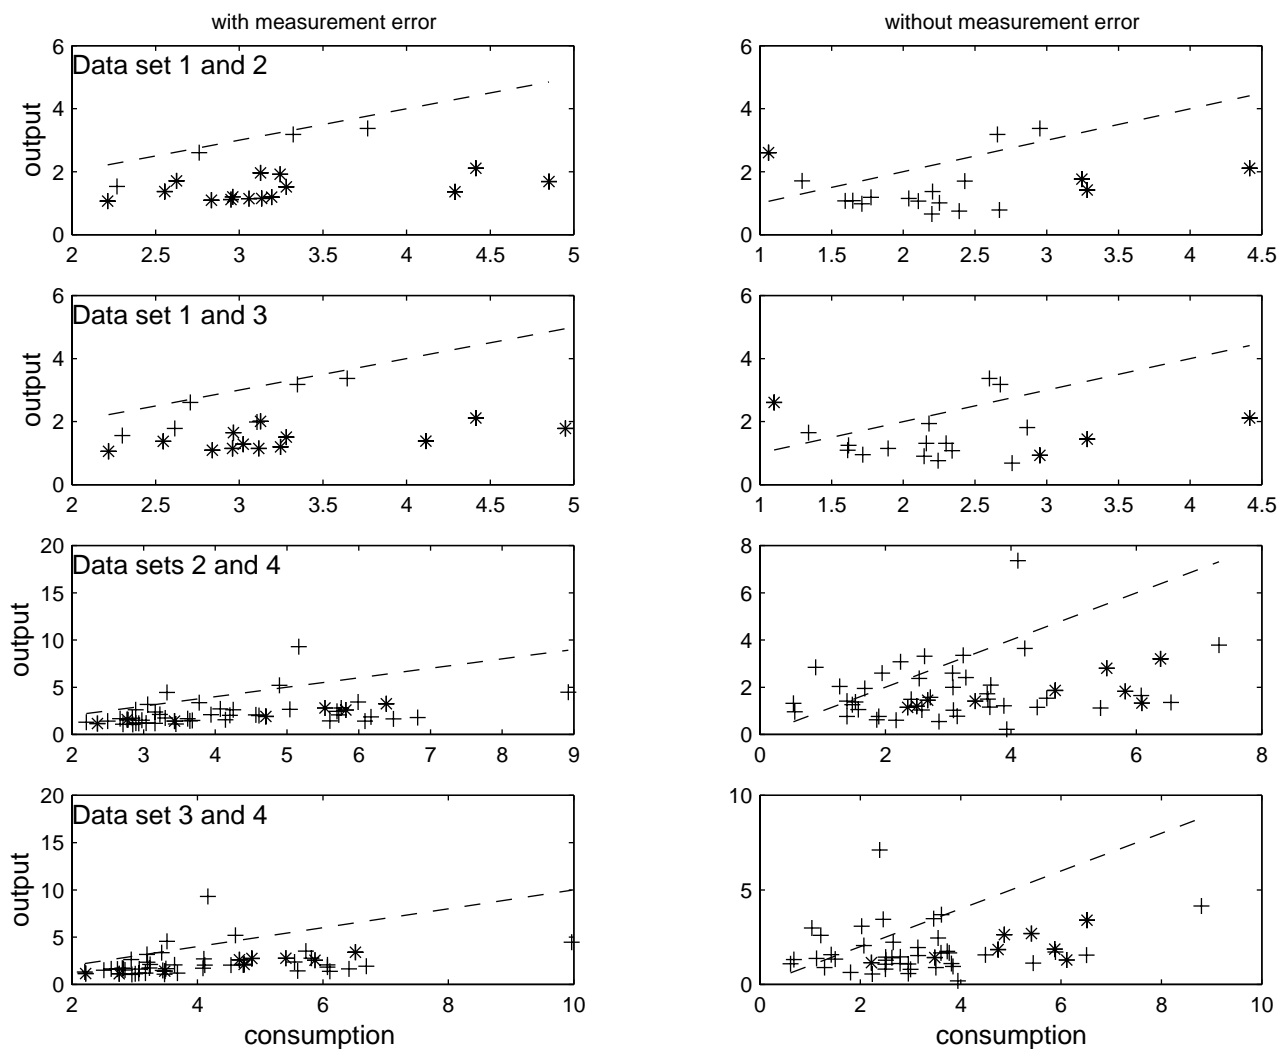 with measurement error
without measurement error
6
4
2
0
output
Data set 1 and 2
2 2.5 3 3.5 4 4.5 5
6
4
2
0
1 1.5 2 2.5 3 3.5 4 4.5
6
4
2
0
output
Data set 1 and 3
2 2.5 3 3.5 4 4.5 5
6
4
2
0
1 1.5 2 2.5 3 3.5 4 4.5
20
15
10
5
0
output
Data sets 2 and 4
2 3 4 5 6 7 8 9
8
6
4
2
0
0 2 4 6 8
20
15
10
5
0
output
Data set 3 and 4
2 4 6 8 10
consumption
10
5
0
0 2 4 6 8 10
consumption